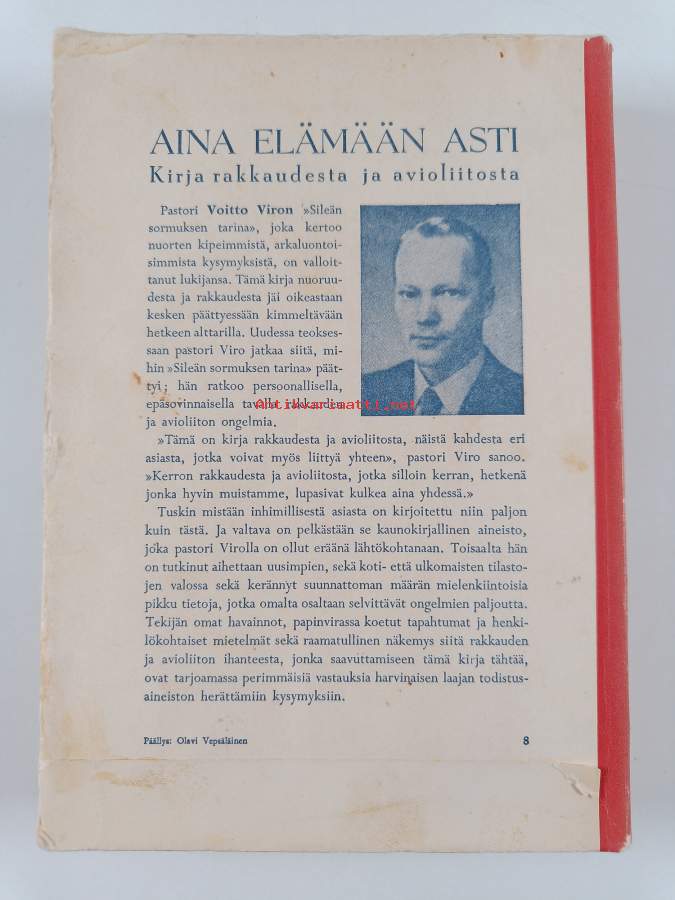 AINA ELÄMÄÄN ASTI
Kirja rakkaudesta ja avioliitosta
Pastori Voitto Viron »Sileän
sormuksen tarina», joka kertoo
nuorten kipeimmistä, arkaluontoi-
simmista kysymyksistä, on valloit-
tanut lukijansa. Tämä kirja nuoruu-
desta ja rakkaudesta jäi oikeastaan
kesken päättyessään kimmeltävään
hetkeen alttarilla. Uudessa teokses-
saan pastori Viro jatkaa siitä, mi-
hin »Sileän sormuksen tarina» päät-
tyi; hän ratkoo persoonallisella,
epäsovinnaisella tavalla rakkauden
Antikvariaatti.net
ja avioliiton ongelmia.
»Tämä on kirja rakkaudesta ja avioliitosta, näistä kahdesta eri
asiasta, jotka voivat myös liittyä yhteen», pastori Viro sanoo.
»Kerron rakkaudesta ja avioliitosta, jotka silloin kerran, hetkenä
jonka hyvin muistamme, lupasivat kulkea aina yhdessä.»
Tuskin mistään inhimillisestä asiasta on kirjoitettu niin paljon
kuin tästä. Ja valtava on pelkästään se kaunokirjallinen aineisto,
joka pastori Virolla on ollut eräänä lähtökohtanaan. Toisaalta hän
on tutkinut aihettaan uusimpien, sekä koti- että ulkomaisten tilasto-
jen valossa sekä kerännyt suunnattoman määrän mielenkiintoisia
pikku tietoja, jotka omalta osaltaan selvittävät ongelmien paljoutta.
Tekijän omat havainnot, papinvirassa koetut tapahtumat ja henki-
lökohtaiset mietelmät sekä raamatullinen näkemys siitä rakkauden
ja avioliiton ihanteesta, jonka saavuttamiseen tämä kirja tähtää,
ovat tarjoamassa perimmäisiä vastauksia harvinaisen laajan todistus-
aineiston herättämiin kysymyksiin.
Päällys: Olavi Vepsäläinen
8